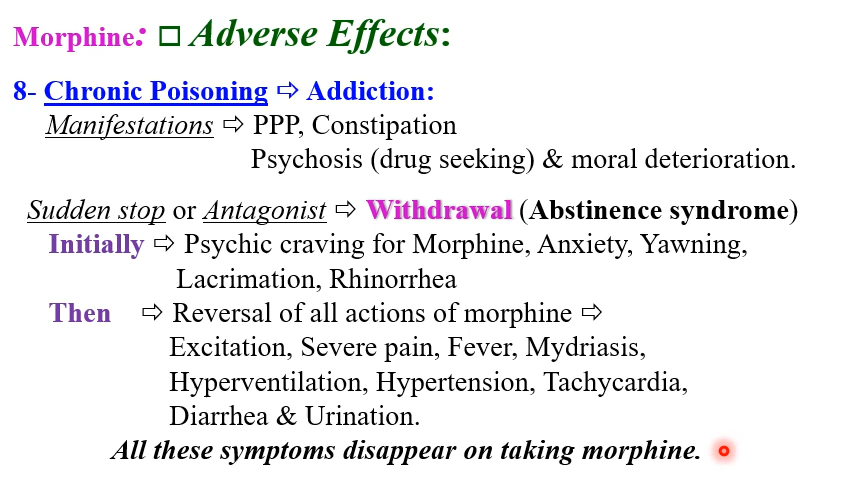 Morphine: □ Adverse Effects:
8- Chronic Poisoning ⇨ Addiction:
Manifestations ⇨ PPP, Constipation
Psychosis (drug seeking) & moral deterioration.
Sudden stop or Antagonist ⇨ Withdrawal (Abstinence syndrome)
Initially ⇨ Psychic craving for Morphine, Anxiety, Yawning,
Lacrimation, Rhinorrhea
Then ⇨ Reversal of all actions of morphine ⇨
Excitation, Severe pain, Fever, Mydriasis,
Hyperventilation, Hypertension, Tachycardia,
Diarrhea & Urination.
All these symptoms disappear on taking morphine.